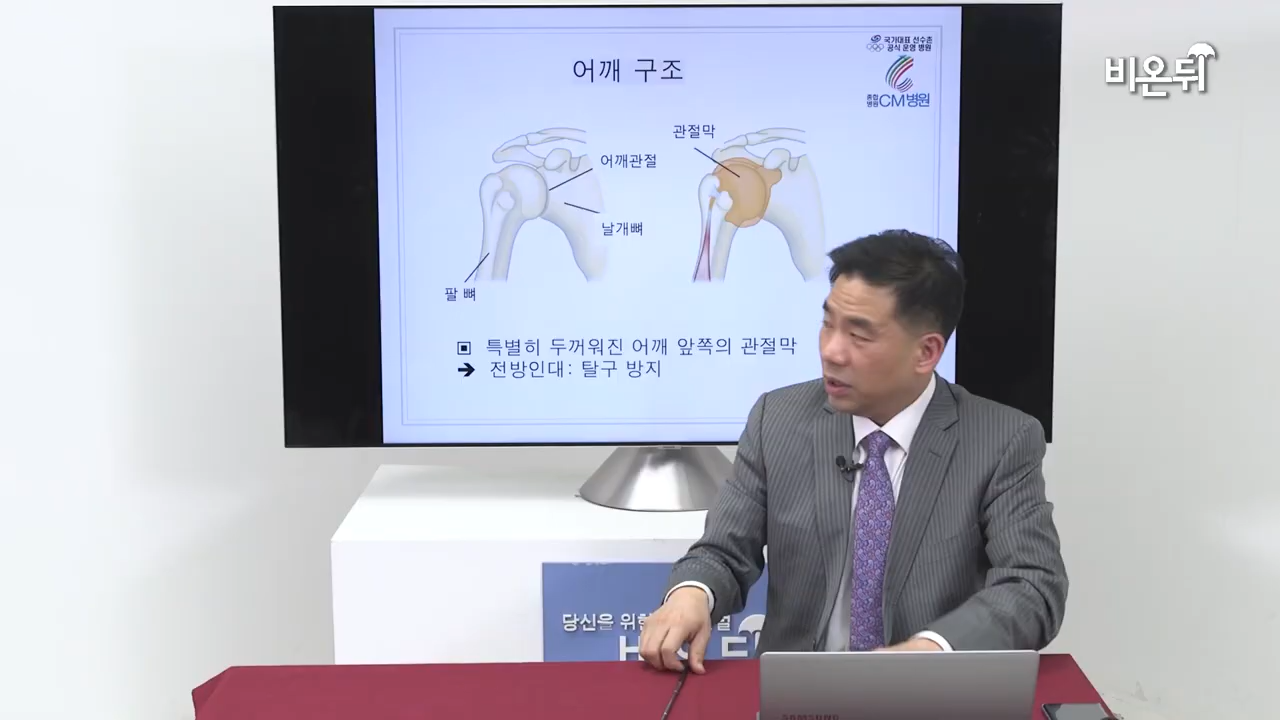 국가대표 선수촌
공식 운영 병원
종합
병원 CM병원
비온뒤
어깨 구조
관절막
어깨관절
날개뼈
팔 뼈
특별히 두꺼워진 어깨 앞쪽의 관절막
전방인대: 탈구 방지
당신을 위한